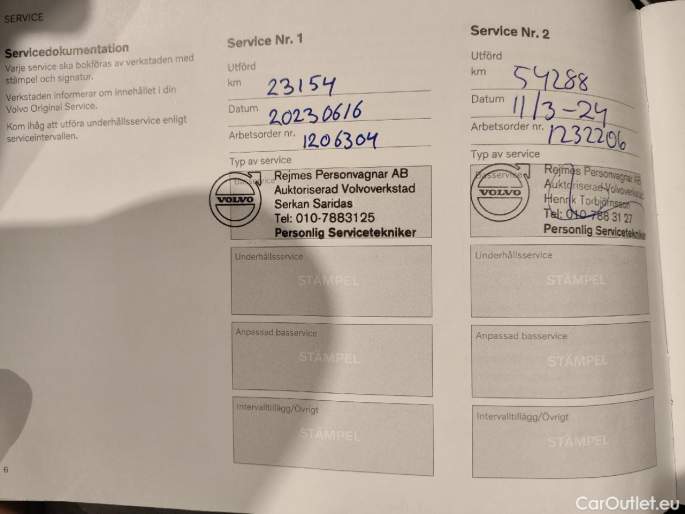 SERVICE
Servicedokumentation
Varje service ska bokföras av verkstaden med
stämpel och signatur.
Verkstaden informerar om innehållet i din
Volvo Original Service.
Kom ihåg att utföra underhållsservice enligt
serviceintervallen.
Service Nr. 1
Utförd
km 23154
Datum 20230616
Arbetsorder nr. 1206304
Typ av service
VOLVO
Rejmes Personvagnar AB
Auktoriserad Volvoverkstad
Serkan Saridas
Tel: 010-7883125
Personlig Servicetekniker
Underhållsservice
STÄMPEL
Anpassad basservice
STÄMPEL
Intervalltillägg/Övrigt
STÄMPEL
Service Nr. 2
Utförd
km 54288
Datum 11/3-24
Arbetsorder nr. 1232206
Typ av service
Basservice
VOLVO
Rejmes Personvagnar AB
Auktoriserad Volvoverkstad
Henrik Torbjörnsson
Tel: 010-788 31 27
Personlig Servicetekniker
Underhållsservice
STÄMPEL
Anpassad basservice
STÄMPEL
Intervalltillägg/Övrigt
STÄMPEL
6
CarOutlet.eu